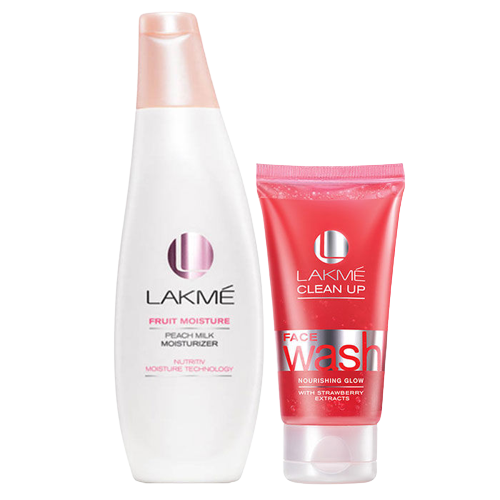 LAKMÉ
FRUIT MOISTURE
PEACH MILK
MOISTURIZER
NUTRITIV
MOISTURE TECHNOLOGY
LAKMÉ
CLEAN UP
FACE
wash
NOURISHING GLOW
WITH STRAWBERRY
EXTRACTS